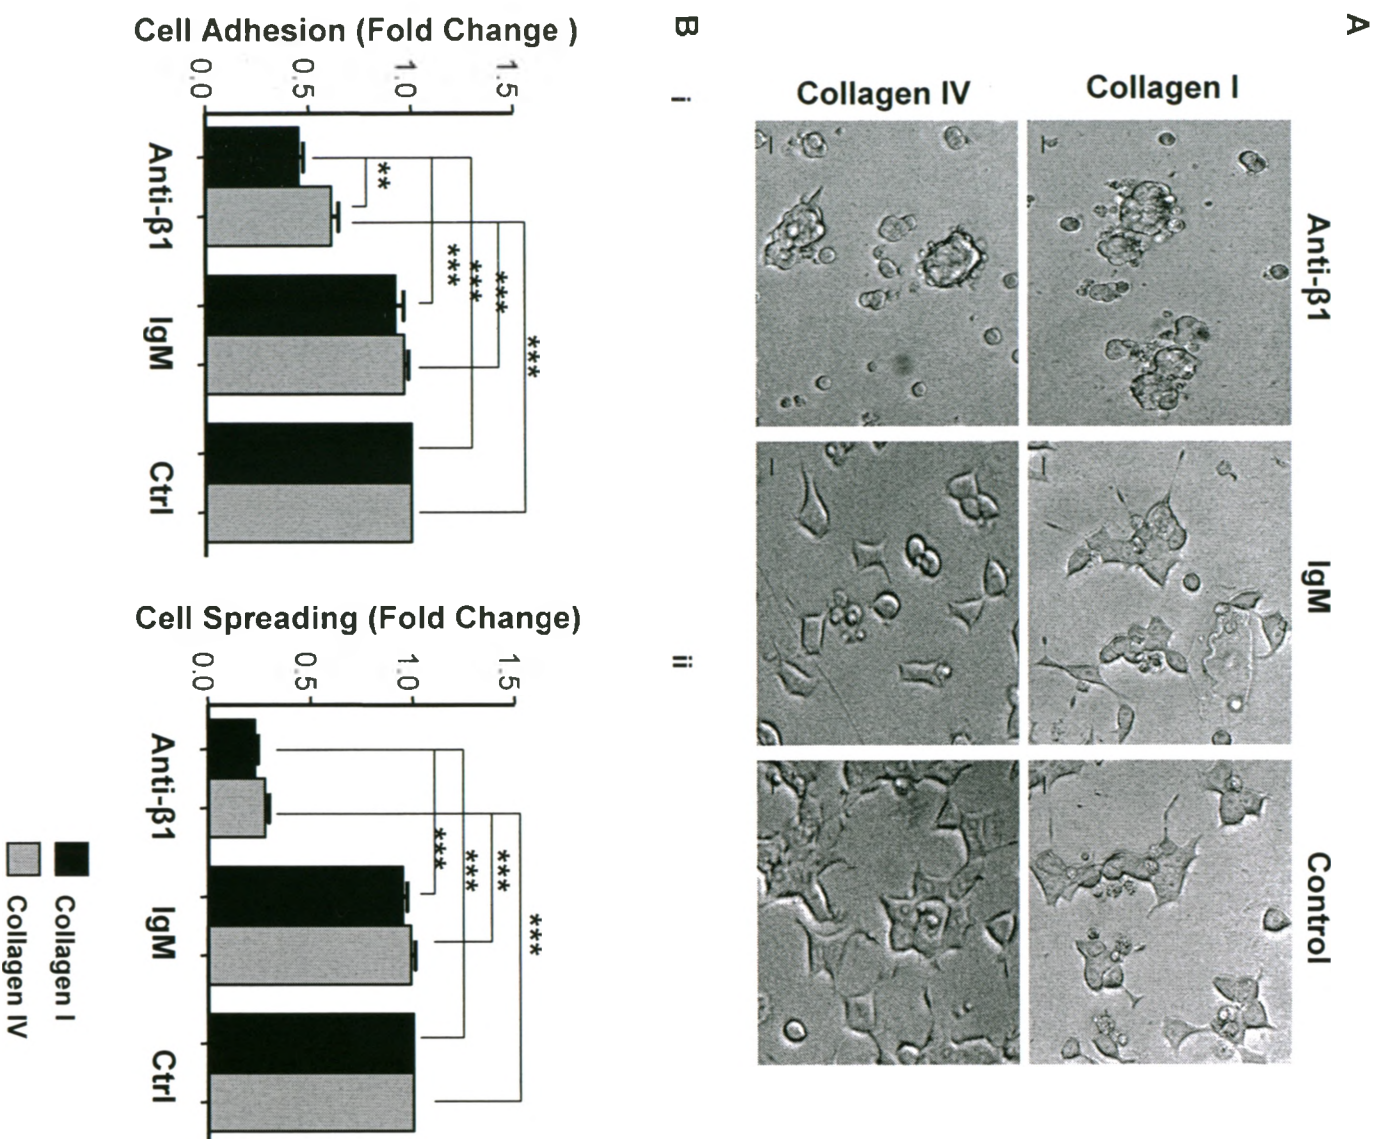 A
Anti-β1
IgM
Control
Collagen I
Collagen IV
B
i
Cell Adhesion (Fold Change )
1.5
1.0
0.5
0.0
**
***
***
***
***
Anti-β1
IgM
Ctrl
ii
Cell Spreading (Fold Change)
1.5
1.0
0.5
0.0
***
***
***
***
Anti-β1
IgM
Ctrl
Collagen I
Collagen IV